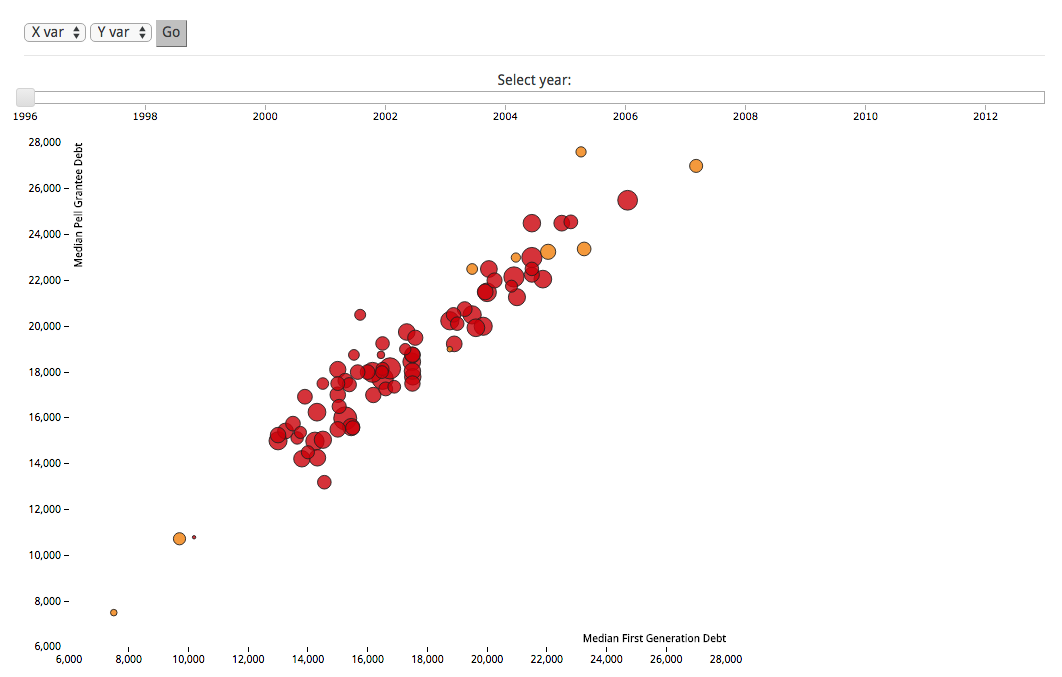 X var Y var Go
Select year:
1996 1998 2000 2002 2004 2006 2008 2010 2012
28,000
Median Pell Grantee Debt
26,000
24,000
22,000
20,000
18,000
16,000
14,000
12,000
10,000
8,000
6,000
Median First Generation Debt
6,000 8,000 10,000 12,000 14,000 16,000 18,000 20,000 22,000 24,000 26,000 28,000